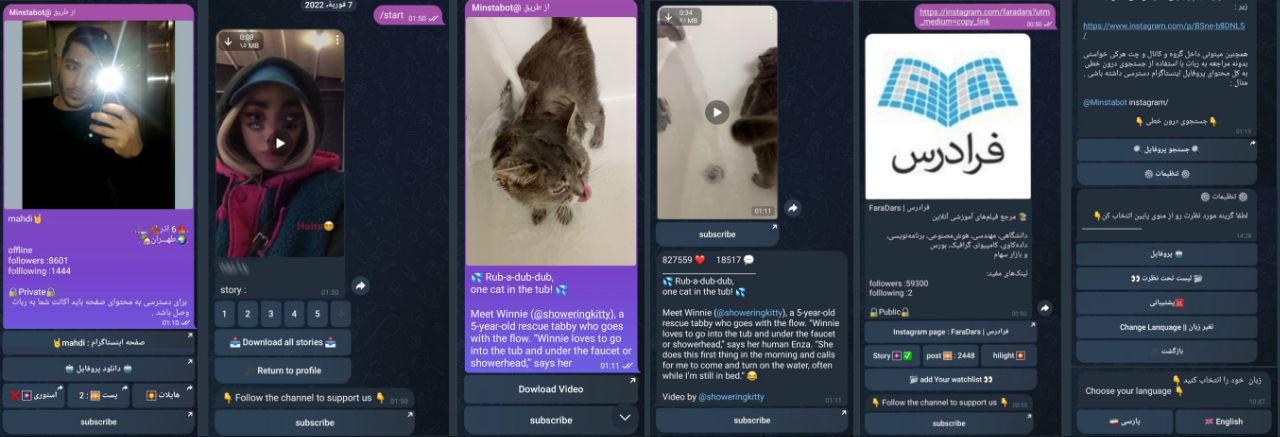 Minstabot@ از طریق
mahdi🤘
🍁6 آذر
🌍طهــران
offline
followers :8601
folllowing :1444
🔒Private🔒
برای دسترسی به محتوای صفحه باید اکانت شما به ربات
وصل باشد .
01:10
صفحه اینستاگرام : mahdi🤘
دانلود پروفایل
استوری
پست : 2
هایلات
subscribe
7 فوریهٔ، 2022
/start
01:50
0:08
۱٫۵ MB
Haha😁
story :
01:50
1
2
3
4
5
📥 Download all stories 📥
Return to profile
👇 Follow the channel to support us 👇
01:50
subscribe
Minstabot@ از طریق
💦 Rub-a-dub-dub,
one cat in the tub! 💦
Meet Winnie (@showeringkitty), a
5-year-old rescue tabby who goes
with the flow. “Winnie loves to go
into the tub and under the faucet or
showerhead,” says her
01:11
Dowload Video
subscribe
0:34
MB
01:11
subscribe
827559 ❤️ 18517 💬
💦 Rub-a-dub-dub,
one cat in the tub! 💦
Meet Winnie (@showeringkitty), a 5-year-old
rescue tabby who goes with the flow. “Winnie
loves to go into the tub and under the faucet
or showerhead,” says her human Enza. “She
does this first thing in the morning and calls
for me to come and turn on the water, often
while I’m still in bed.” 😂
Video by @showeringkitty
01:11
subscribe
https://instagram.com/faradars?utm
_medium=copy_link
00:50
فرادرس
FaraDars | فرادرس
📚 مرجع فیلم‌های آموزشی آنلاین
دانشگاهی، مهندسی، هوش‌مصنوعی، برنامه‌نویسی،
داده‌کاوی، کامپیوتر، گرافیک، بورس
و بازار سهام
لینک‌های مفید:
followers :59300
folllowing :2
🔒Public🔒
00:50
Instagram page : FaraDars | فرادرس
Story ✅
post : 2448
hilight
add Your watchlist 👀
👇 Follow the channel to support us 👇
00:50
subscribe
زیر :
https://www.instagram.com/p/BSne-bBDNLS
/
همچنین میتونی داخل گروه و کانال و چت هرکی خواستی
بدونه مراجعه به ربات با استفاده از جستجوی درون خطی
به کل محتوای پروفایل اینستاگرام دسترسی داشته باشی .
مثال :
@Minstabot instagram/
👇 جستجوی درون خطی 👇
01:19
جستجو پروفایل
تنظیمات
تنظیمات
لطفا گزینه مورد نظرت رو از منوی پایین انتخاب کن👇
14:28
پروفایل
لیست تحت نظرت 👀
پشتیبانی
تغیر زبان || Change Lanquage
بازگشت
زبان خود را انتخاب کنید 👇
Choose your language 👇
10:47
پارسی 🇮🇷
🇬🇧 English